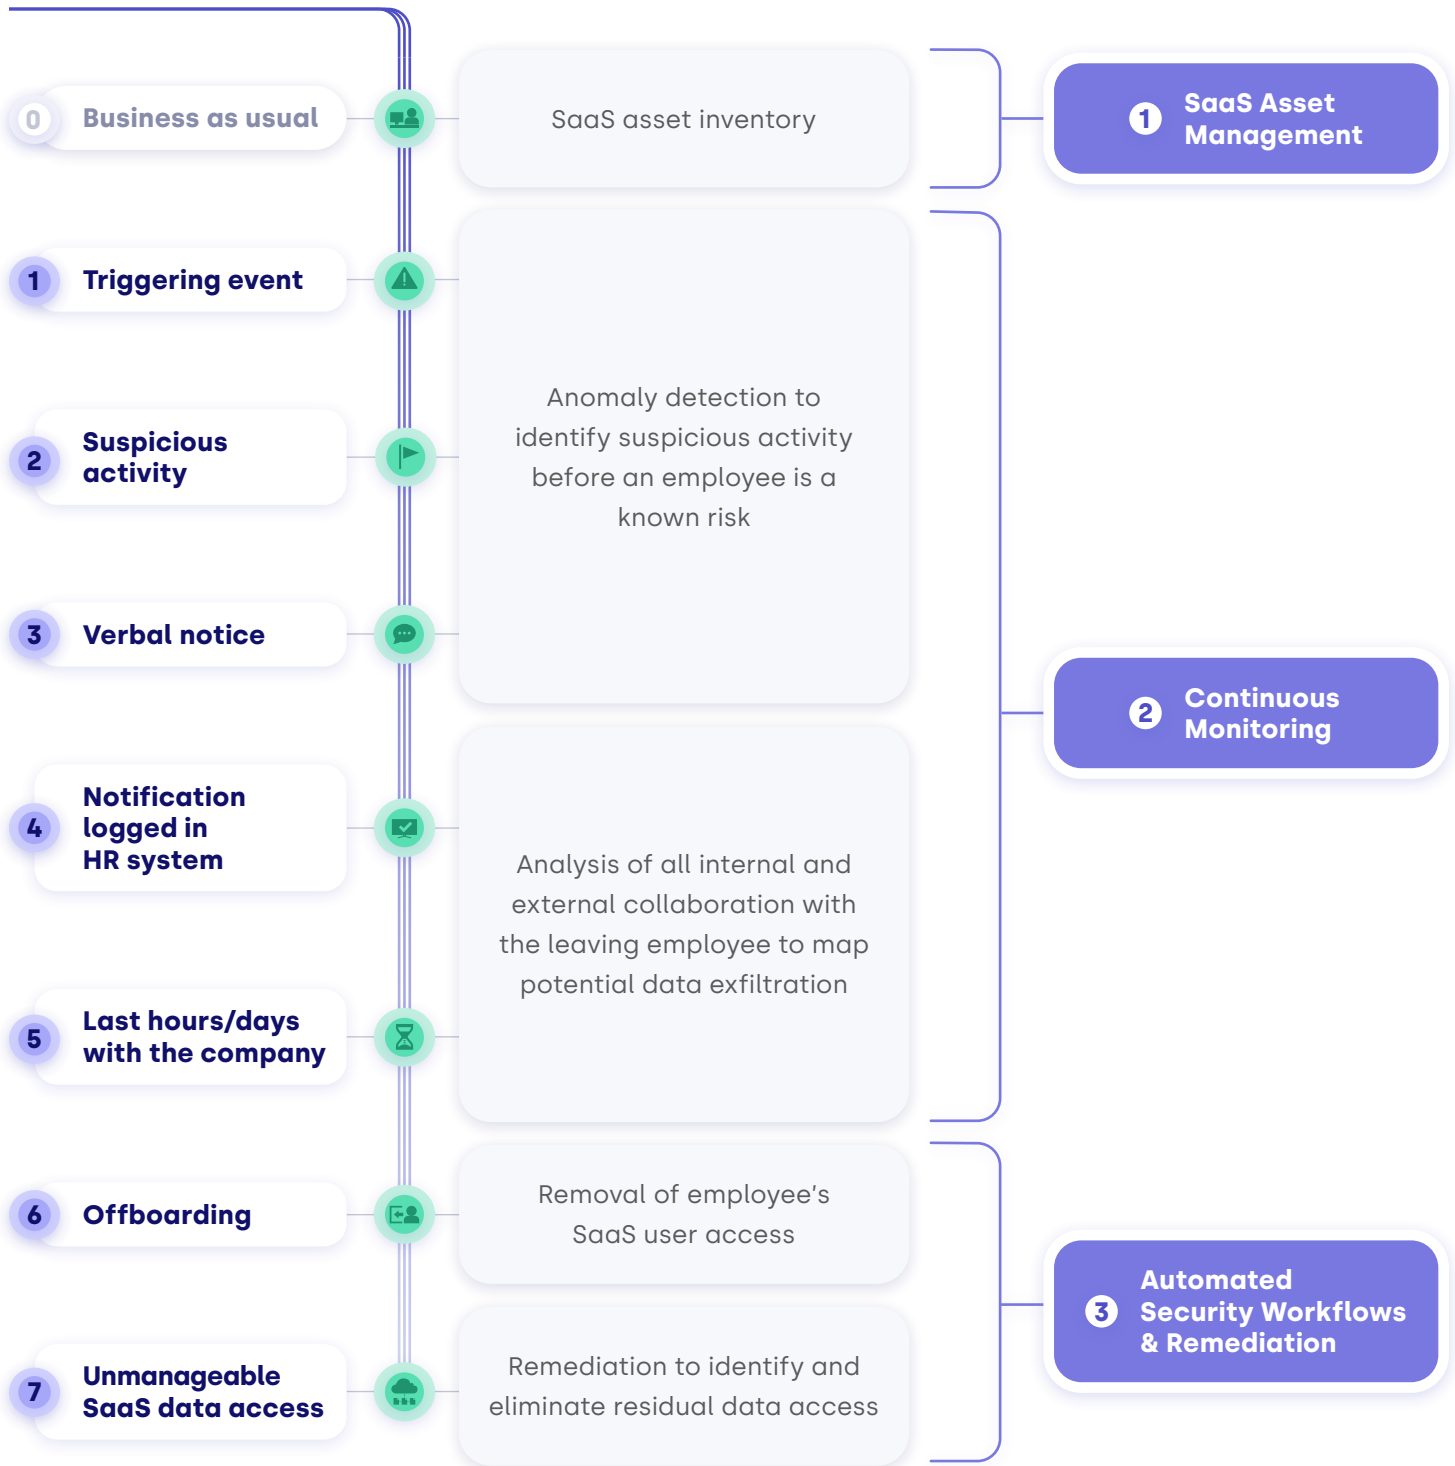 0
Business as usual
SaaS asset inventory
1
SaaS Asset
Management
1
Triggering event
2
Suspicious
activity
3
Verbal notice
Anomaly detection to
identify suspicious activity
before an employee is a
known risk
4
Notification
logged in
HR system
5
Last hours/days
with the company
Analysis of all internal and
external collaboration with
the leaving employee to map
potential data exfiltration
2
Continuous
Monitoring
6
Offboarding
Removal of employee’s
SaaS user access
7
Unmanageable
SaaS data access
Remediation to identify and
eliminate residual data access
3
Automated
Security Workflows
& Remediation